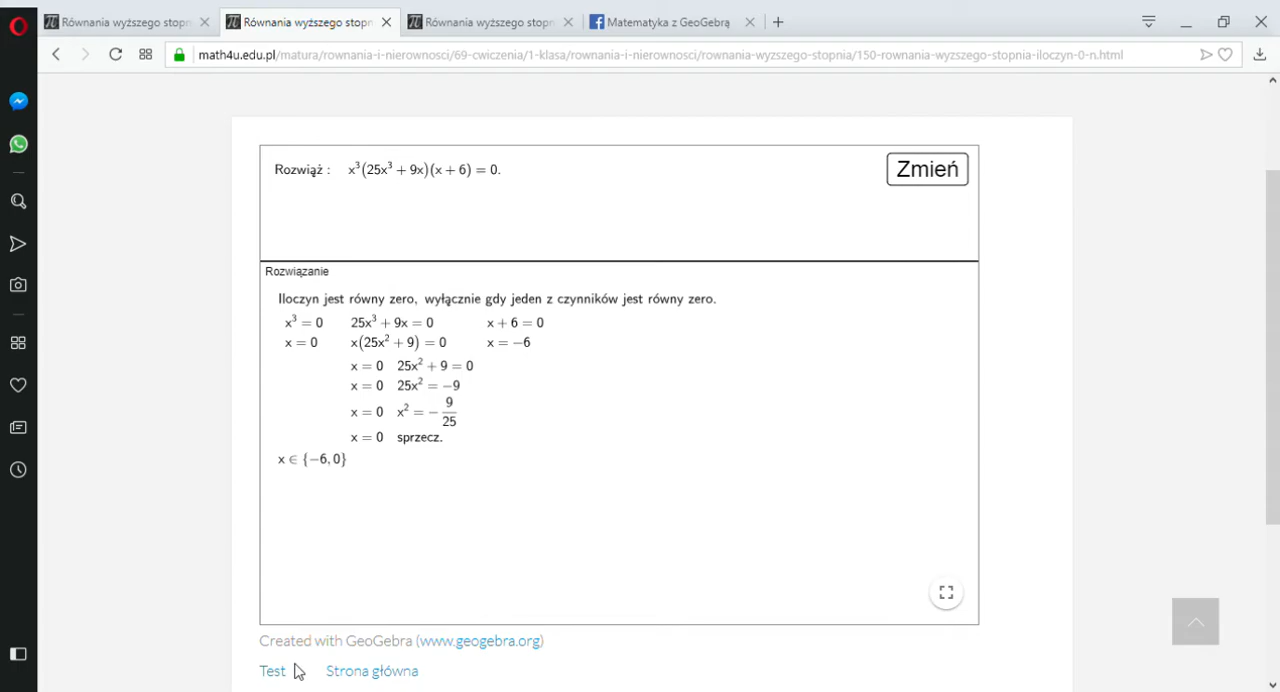 Równania wyższego stopn
Równania wyższego stopn
Równania wyższego stopn
Matematyka z GeoGebrą
math4u.edu.pl/matura/rownania-i-nierownosci/69-cwiczenia/1-klasa/rownania-i-nierownosci/rownania-wyzszego-stopnia/150-rownania-wyzszego-stopnia-iloczyn-0-n.html
Rozwiąż : x³(25x³ + 9x)(x + 6) = 0.
Zmień
Rozwiązanie
Iloczyn jest równy zero, wyłącznie gdy jeden z czynników jest równy zero.
x³ = 0 25x³ + 9x = 0 x + 6 = 0
x = 0 x(25x² + 9) = 0 x = −6
x = 0 25x² + 9 = 0
x = 0 25x² = −9
x = 0 x² = −9/25
x = 0 sprzecz.
x ∈ {−6, 0}
Created with GeoGebra (www.geogebra.org)
Test Strona główna